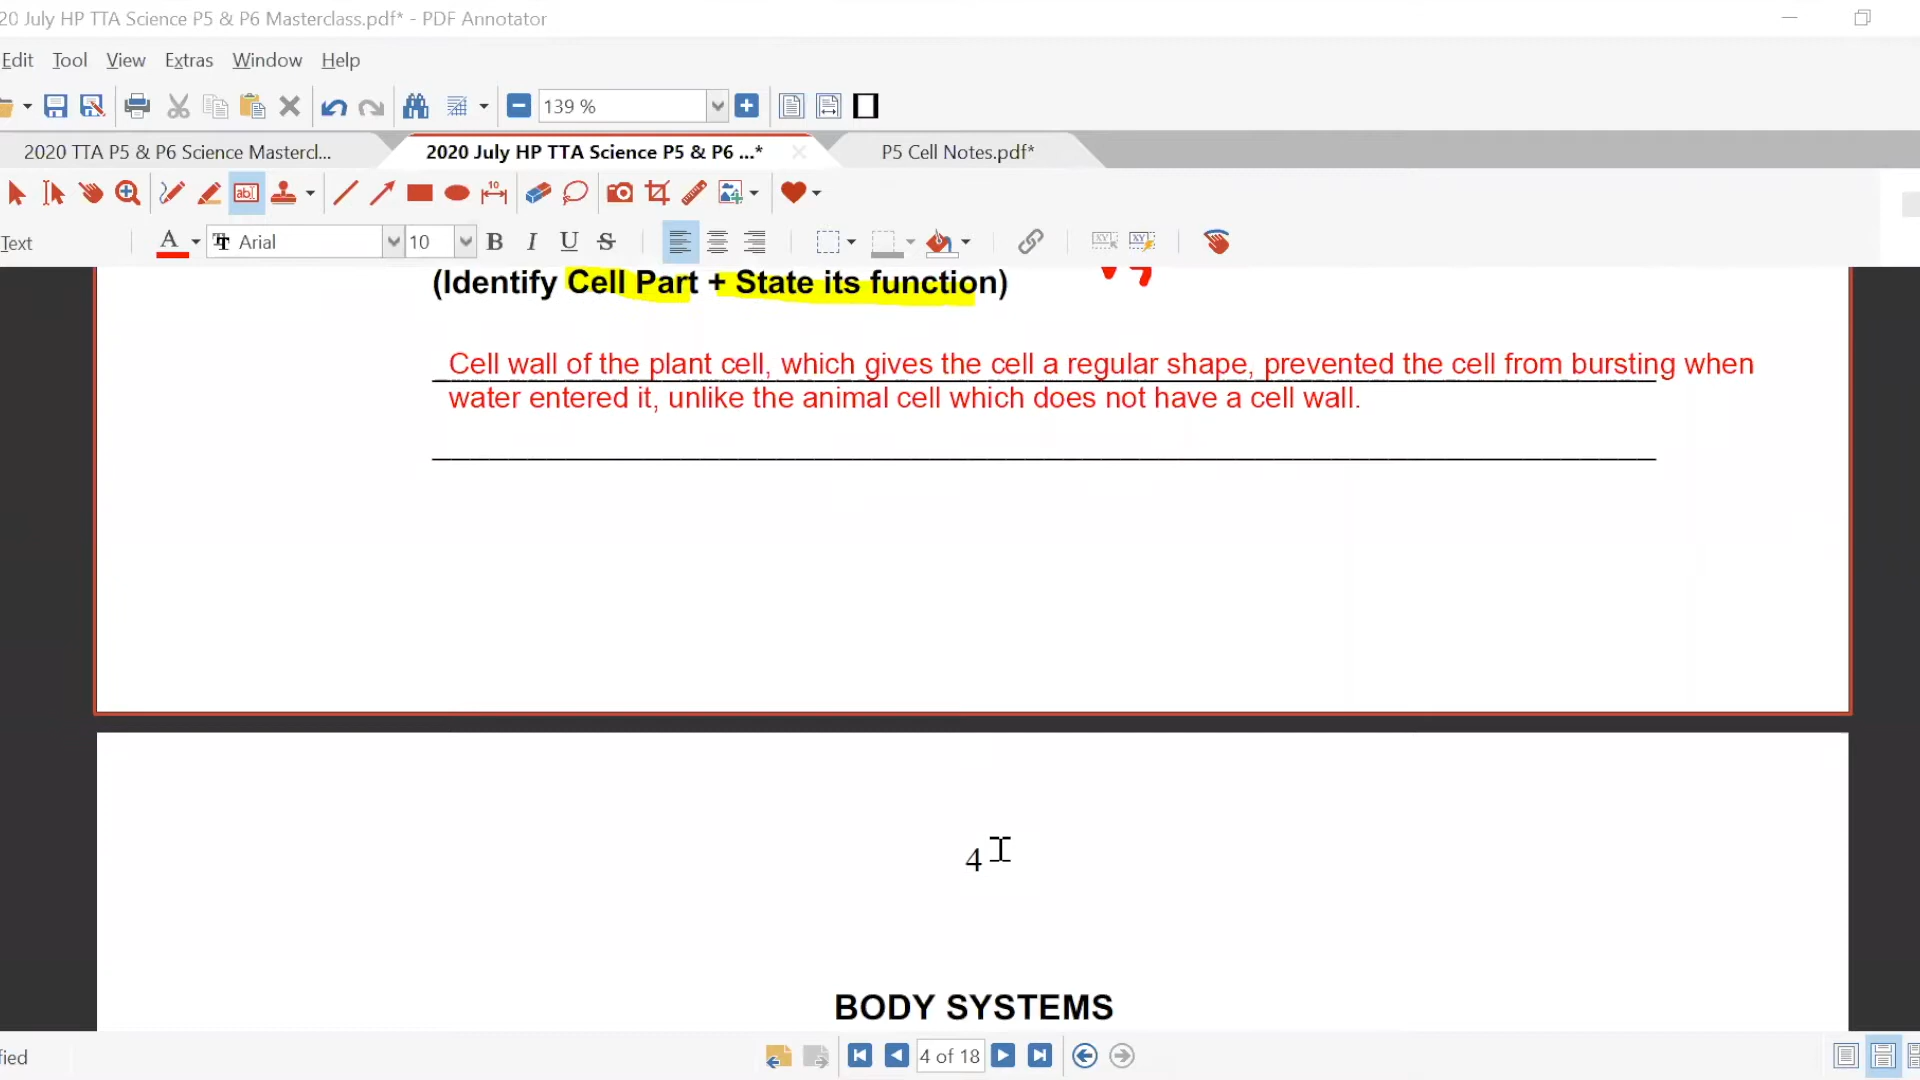 20 July HP TTA Science P5 & P6 Masterclass.pdf* - PDF Annotator
Edit Tool View Extras Window Help
139 %
2020 TTA P5 & P6 Science Mastercl... 2020 July HP TTA Science P5 & P6 ...* P5 Cell Notes.pdf*
Text Arial 10 B I U S
(Identify Cell Part + State its function)
Cell wall of the plant cell, which gives the cell a regular shape, prevented the cell from bursting when
water entered it, unlike the animal cell which does not have a cell wall.
4
BODY SYSTEMS
fied 4 of 18